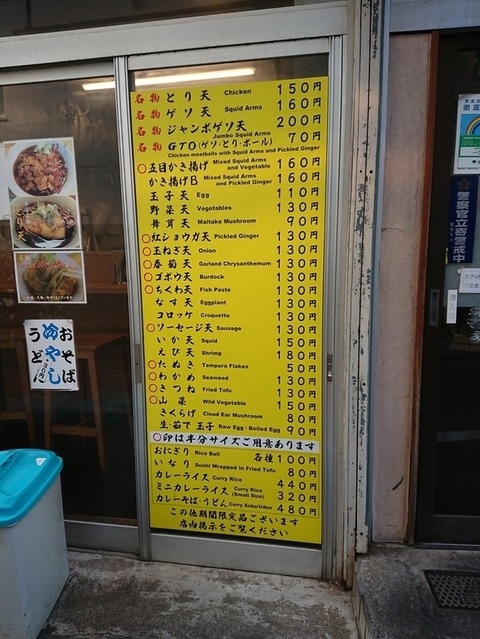 名物 とり天 Chicken 150円
名物 ゲソ天 Squid Arms 160円
名物 ジャンボゲソ天 Jumbo Squid Arms 200円
名物 GTO(ゲソ・とり・ボール) 70円
Chicken meatballs with Squid Arms and Pickled Ginger
○五目かき揚げ Mixed Squid Arms and Vegetable 160円
かき揚げB Mixed Squid Arms and Pickled Ginger 160円
玉子天 Egg 110円
野菜天 Vegetables 130円
舞茸天 Maitake Mushroom 90円
○紅ショウガ天 Pickled Ginger 130円
○玉ねぎ天 Onion 130円
○春菊天 Garland Chrysanthemum 130円
○ゴボウ天 Burdock 130円
○ちくわ天 Fish Paste 130円
なす天 Eggplant 130円
コロッケ Croquette 130円
○ソーセージ天 Sausage 130円
いか天 Squid 150円
えび天 Shrimp 180円
○たぬき Tempura Flakes 50円
○わかめ Seaweed 130円
○きつね Fried Tofu 130円
○山菜 Wild Vegetable 150円
きくらげ Cloud Ear Mushroom 80円
生・茹で玉子 Raw Egg / Boiled Egg 90円
○印は半分サイズご用意あります
おにぎり Rice Ball 各種100円
いなり Sushi Wrapped in Fried Tofu 80円
カレーライス Curry Rice 440円
ミニカレーライス Curry Rice (Small Size) 320円
カレーそば・うどん Curry Soba/Udon 480円
この他期間限定品ございます
店内掲示をご覧ください
おそば
冷やし
うどん
警察官立寄警戒中